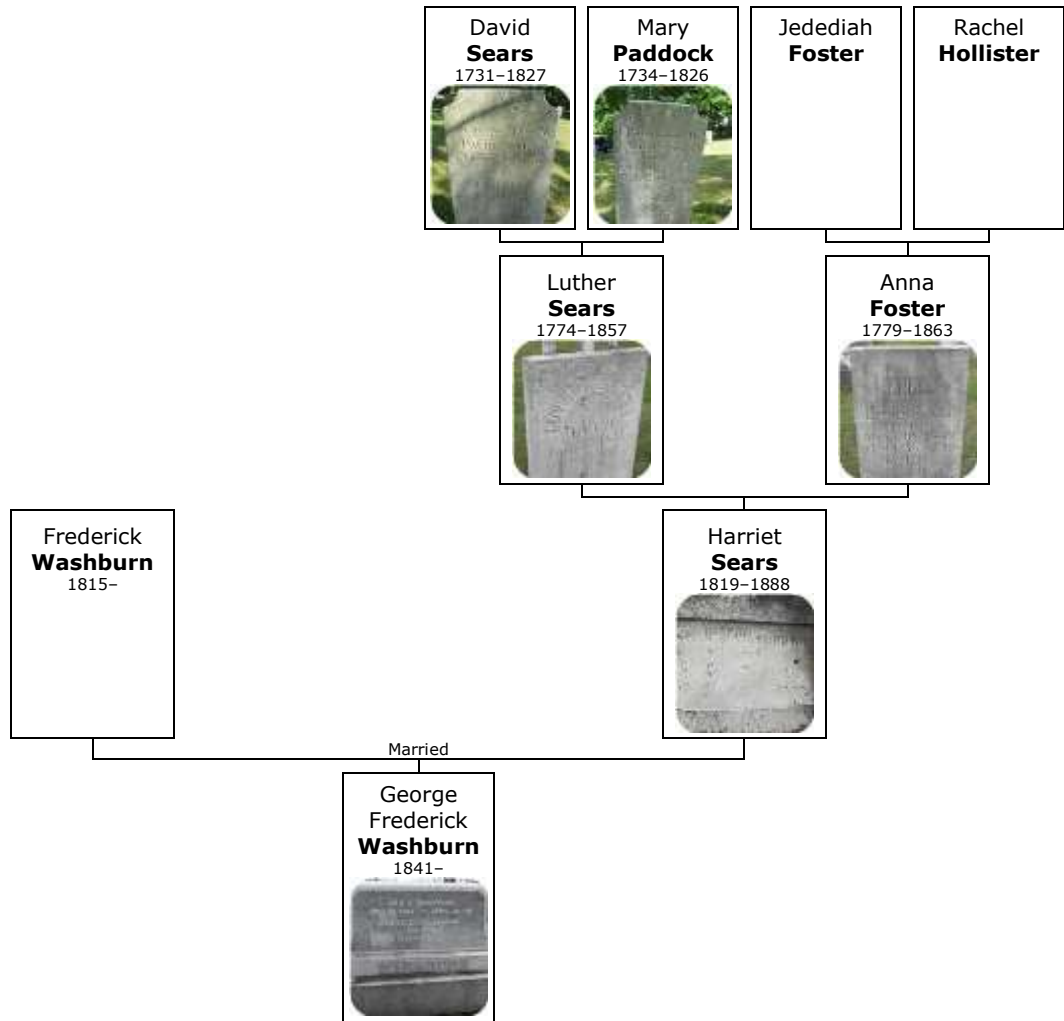 David
Sears
1731–1827
Mary
Paddock
1734–1826
Jedediah
Foster
Rachel
Hollister
Luther
Sears
1774–1857
Anna
Foster
1779–1863
Frederick
Washburn
1815–
Harriet
Sears
1819–1888
Married
George
Frederick
Washburn
1841–